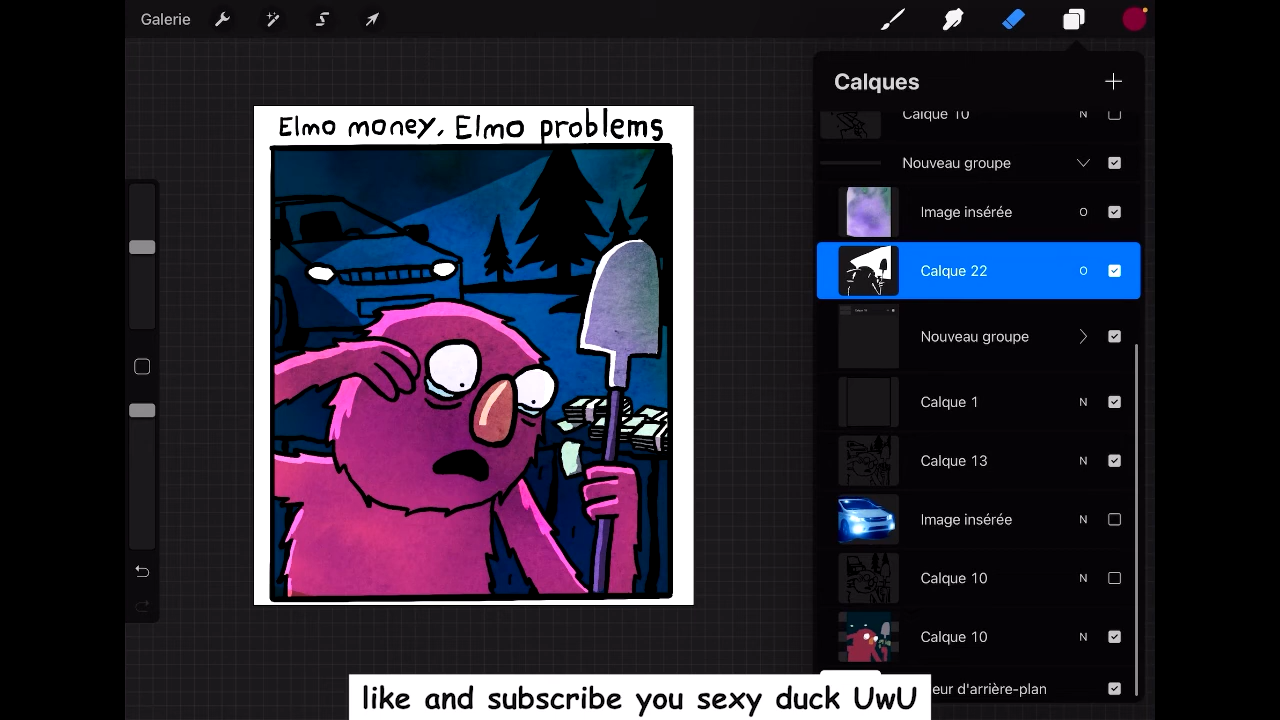 Galerie
Calques
Calque 10 N
Elmo money, Elmo problems
Nouveau groupe
Image insérée O
Calque 22 O
Nouveau groupe
Calque 1 N
Calque 13 N
Image insérée N
Calque 10 N
Calque 10 N
eur d'arrière-plan
like and subscribe you sexy duck UwU